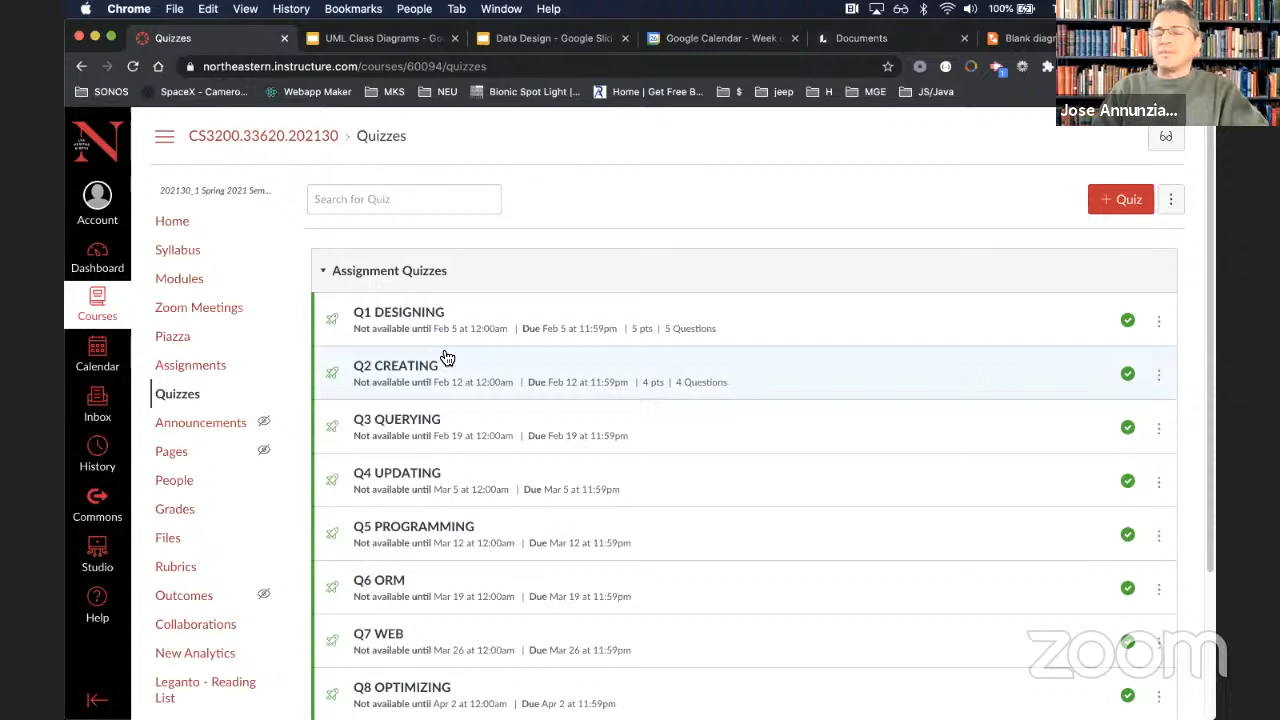 Chrome File Edit View History Bookmarks People Tab Window Help 100%
Quizzes UML Class Diagrams - Go Data Design - Google Slid Google Calendar - Week Documents Blank diagra
northeastern.instructure.com/courses/60094/quizzes
SONOS SpaceX - Camero... Webapp Maker MKS NEU Bionic Spot Light |... Home | Get Free B... $ jeep H MGE JS/Java
Jose Annunzia...
CS3200.33620.202130 › Quizzes
202130_1 Spring 2021 Sem...
Search for Quiz
+ Quiz
Account
Dashboard
Courses
Calendar
Inbox
History
Commons
Studio
Help
Home
Syllabus
Modules
Zoom Meetings
Piazza
Assignments
Quizzes
Announcements
Pages
People
Grades
Files
Rubrics
Outcomes
Collaborations
New Analytics
Leganto - Reading
List
Assignment Quizzes
Q1 DESIGNING
Not available until Feb 5 at 12:00am | Due Feb 5 at 11:59pm | 5 pts | 5 Questions
Q2 CREATING
Not available until Feb 12 at 12:00am | Due Feb 12 at 11:59pm | 4 pts | 4 Questions
Q3 QUERYING
Not available until Feb 19 at 12:00am | Due Feb 19 at 11:59pm
Q4 UPDATING
Not available until Mar 5 at 12:00am | Due Mar 5 at 11:59pm
Q5 PROGRAMMING
Not available until Mar 12 at 12:00am | Due Mar 12 at 11:59pm
Q6 ORM
Not available until Mar 19 at 12:00am | Due Mar 19 at 11:59pm
Q7 WEB
Not available until Mar 26 at 12:00am | Due Mar 26 at 11:59pm
Q8 OPTIMIZING
Not available until Apr 2 at 12:00am | Due Apr 2 at 11:59pm
zoom